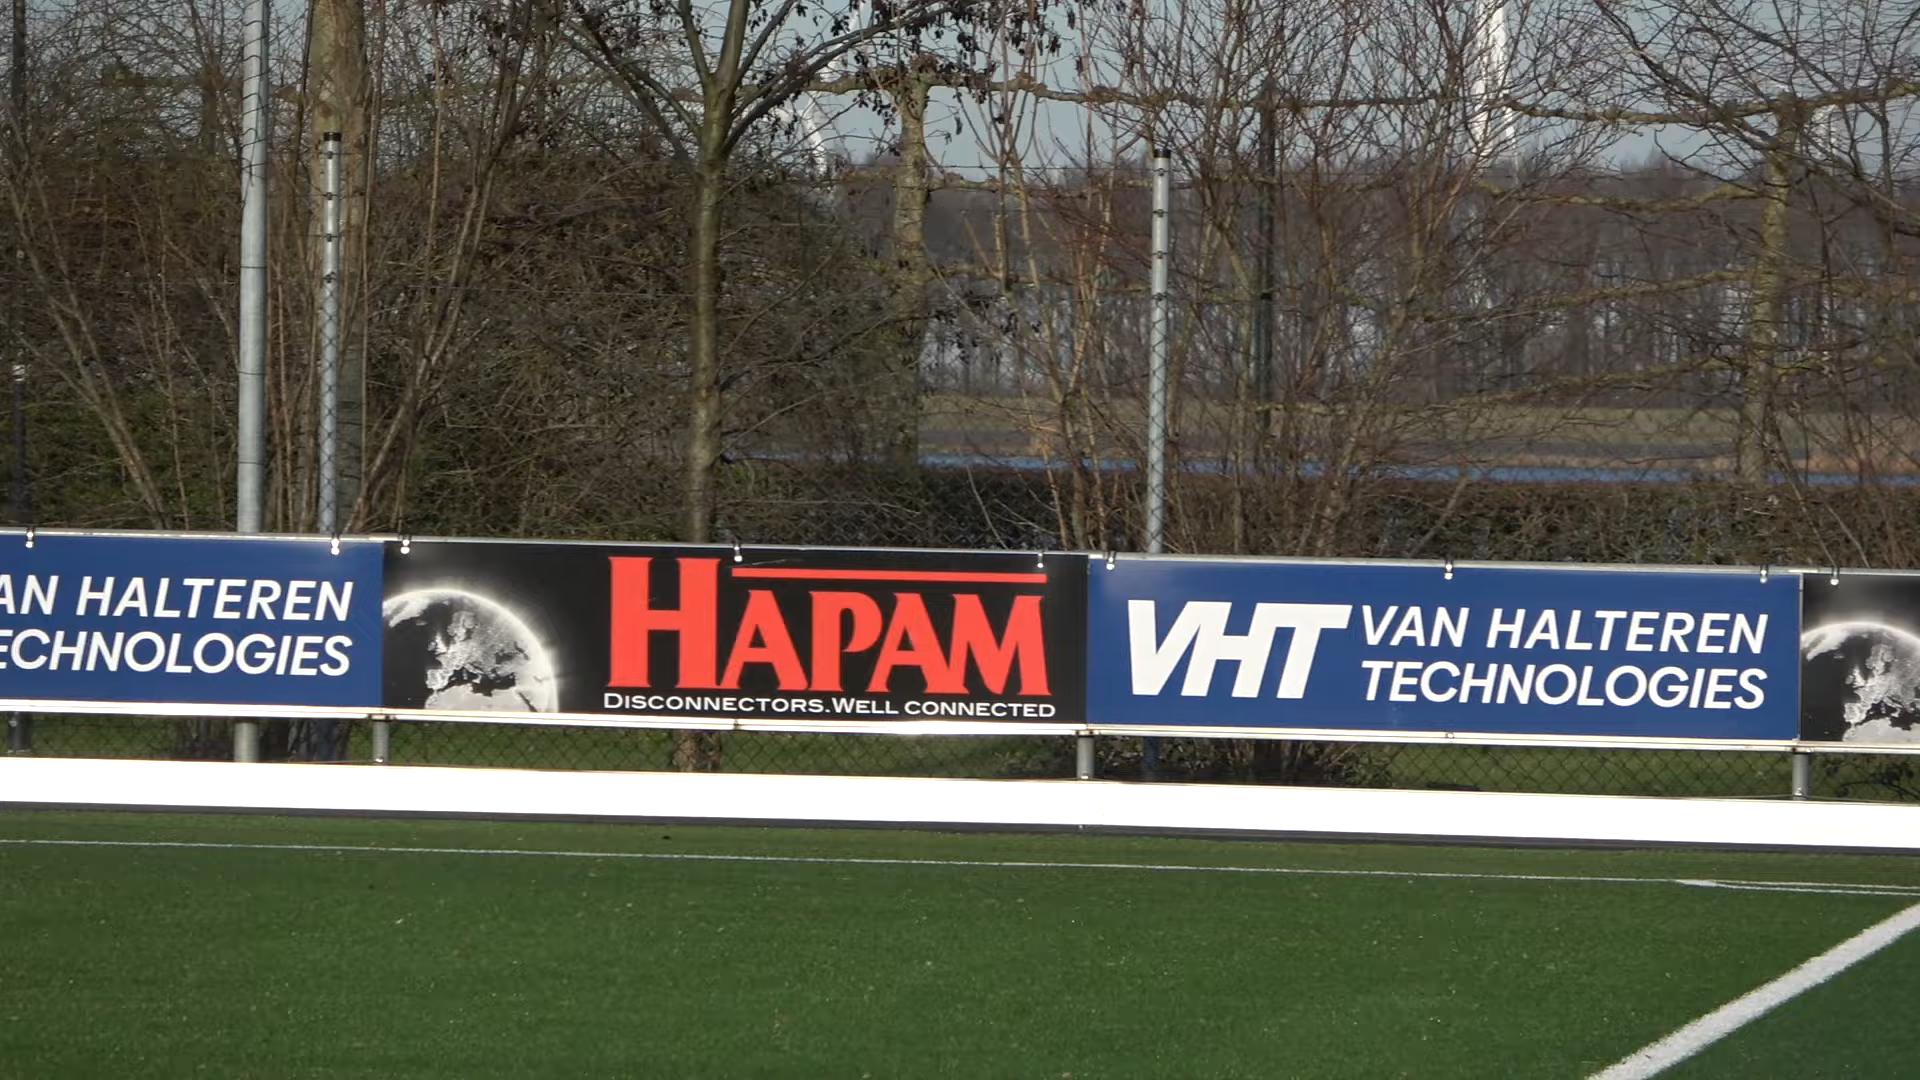 AN HALTEREN
ECHNOLOGIES
HAPAM
DISCONNECTORS.WELL CONNECTED
VHT
VAN HALTEREN
TECHNOLOGIES